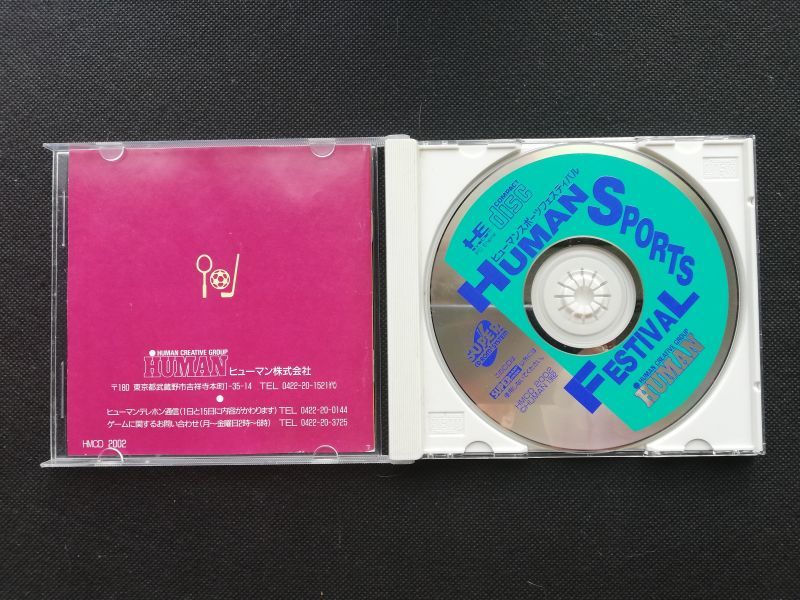 HUMAN CREATIVE GROUP
HUMAN ヒューマン株式会社
〒180 東京都武蔵野市吉祥寺本町1-35-14 TEL 0422-20-1521㈹
ヒューマンテレホン通信(1日と15日に内容がかわります) TEL 0422-20-0144
ゲームに関するお問い合わせ(月~金曜日2時~6時) TEL 0422-20-3725
HMCD 2002
COMPACT
disc
ヒューマンスポーツフェスティバル
HUMAN
SPORTS
FESTIVAL
SUPER
HUMAN CREATIVE GROUP
HUMAN
HMCD 2002